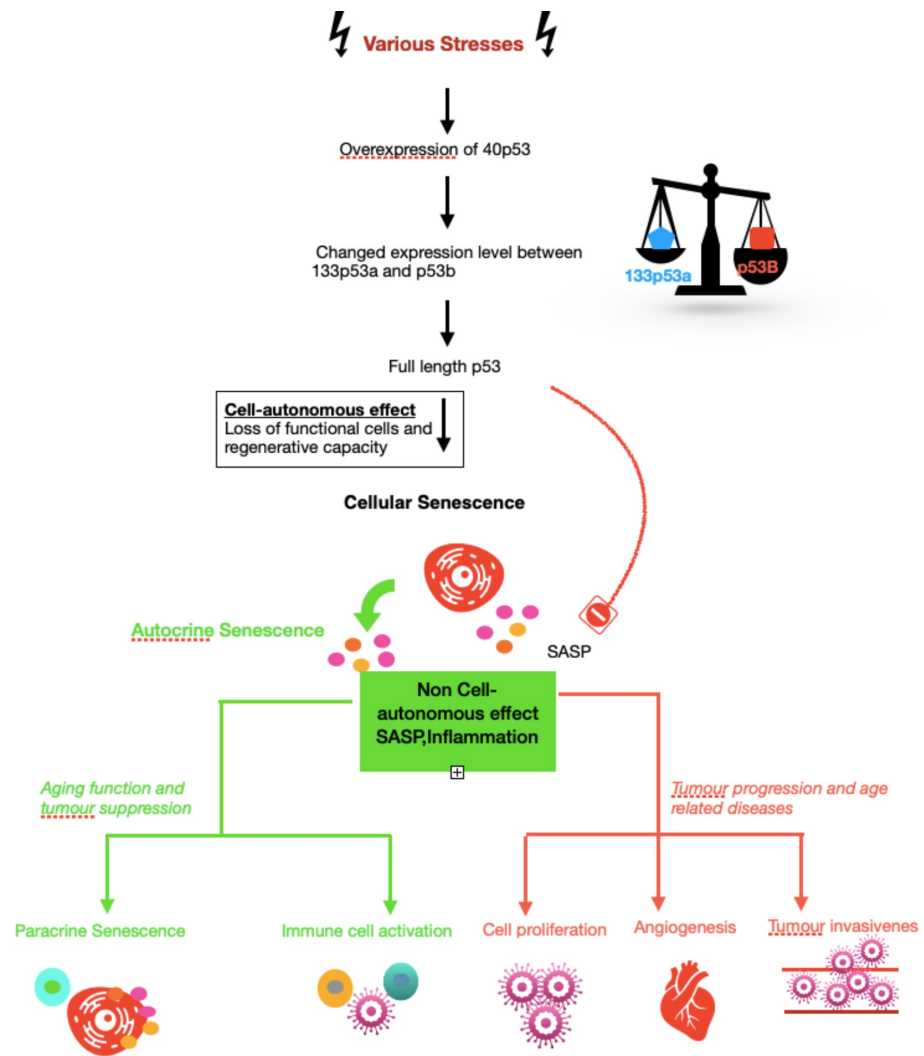 Various Stresses
Overexpression of 40p53
Changed expression level between
133p53a and p53b
133p53a
p53B
Full length p53
Cell-autonomous effect
Loss of functional cells and
regenerative capacity
Cellular Senescence
Autocrine Senescence
SASP
Non Cell-
autonomous effect
SASP,Inflammation
Aging function and
tumour suppression
Tumour progression and age
related diseases
Paracrine Senescence
Immune cell activation
Cell proliferation
Angiogenesis
Tumour invasivenes